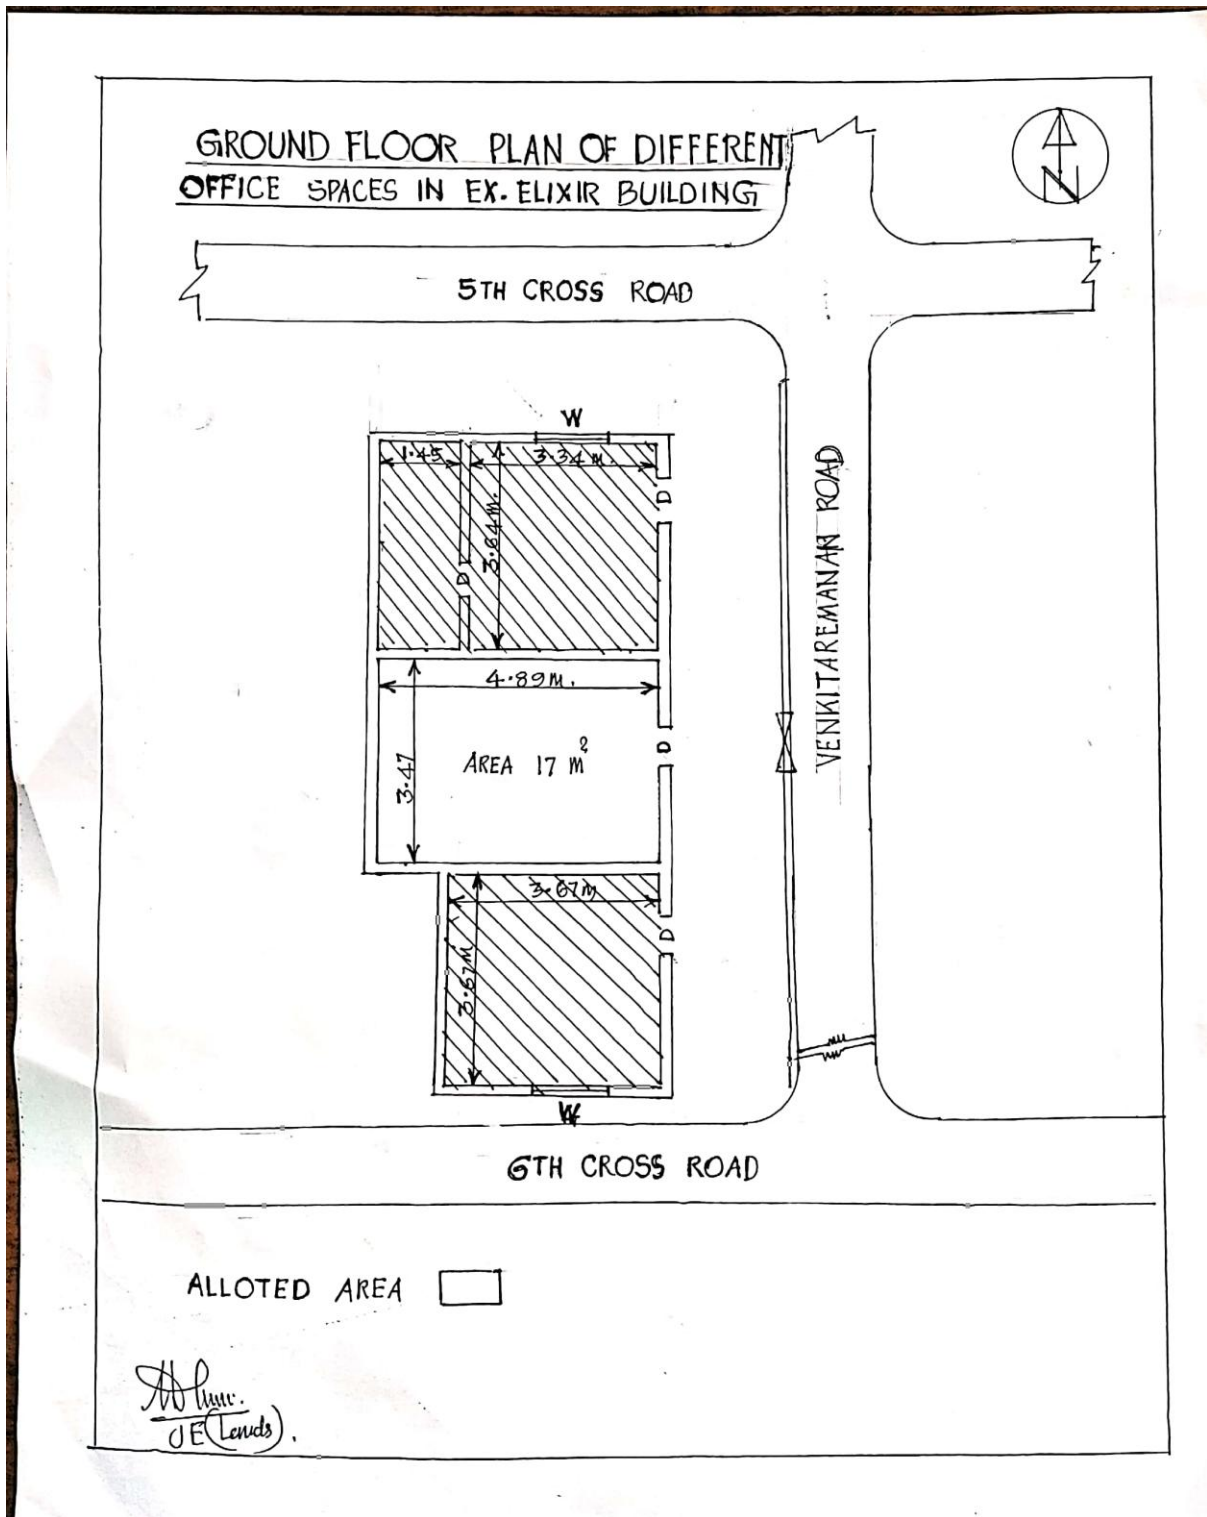 GROUND FLOOR PLAN OF DIFFERENT
OFFICE SPACES IN EX. ELIXIR BUILDING
N
5TH CROSS ROAD
W
1.45
3.34 M.
D
3.64 M.
D
VENKITAREMANAN ROAD
4.89 M.
3.47
AREA 17 M²
D
3.67 M
D
3.67 M
W
6TH CROSS ROAD
ALLOTED AREA
JE (Lands).